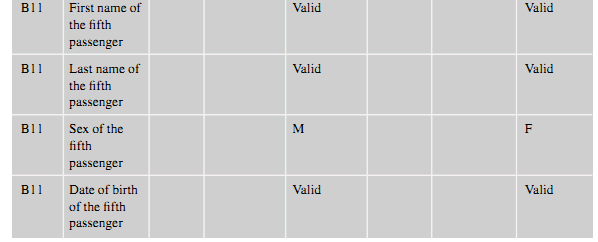 B11 First name of Valid Valid
the fifth
passenger
B11 Last name of Valid Valid
the fifth
passenger
B11 Sex of the M F
fifth
passenger
B11 Date of birth Valid Valid
of the fifth
passenger